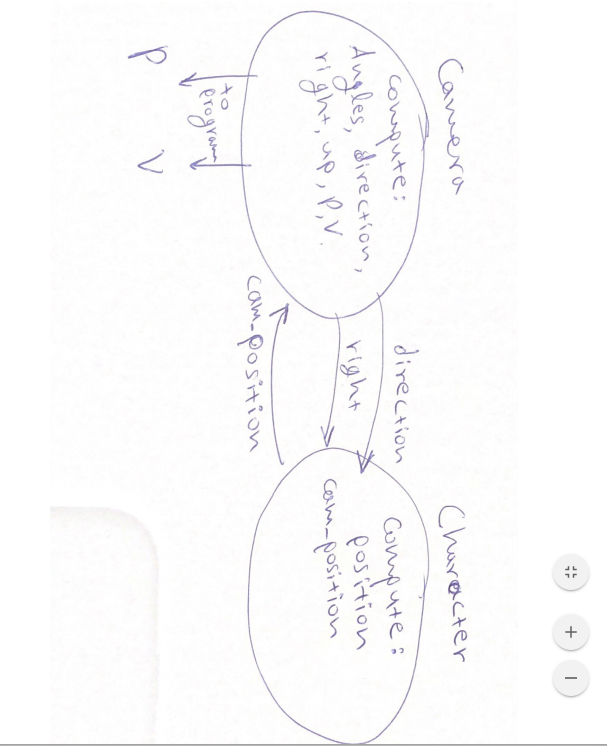 Camera
compute:
Angles, direction,
right, up, P, V.
to
program
P
V
direction
right
cam-position
Character
Compute:
position
cam-position